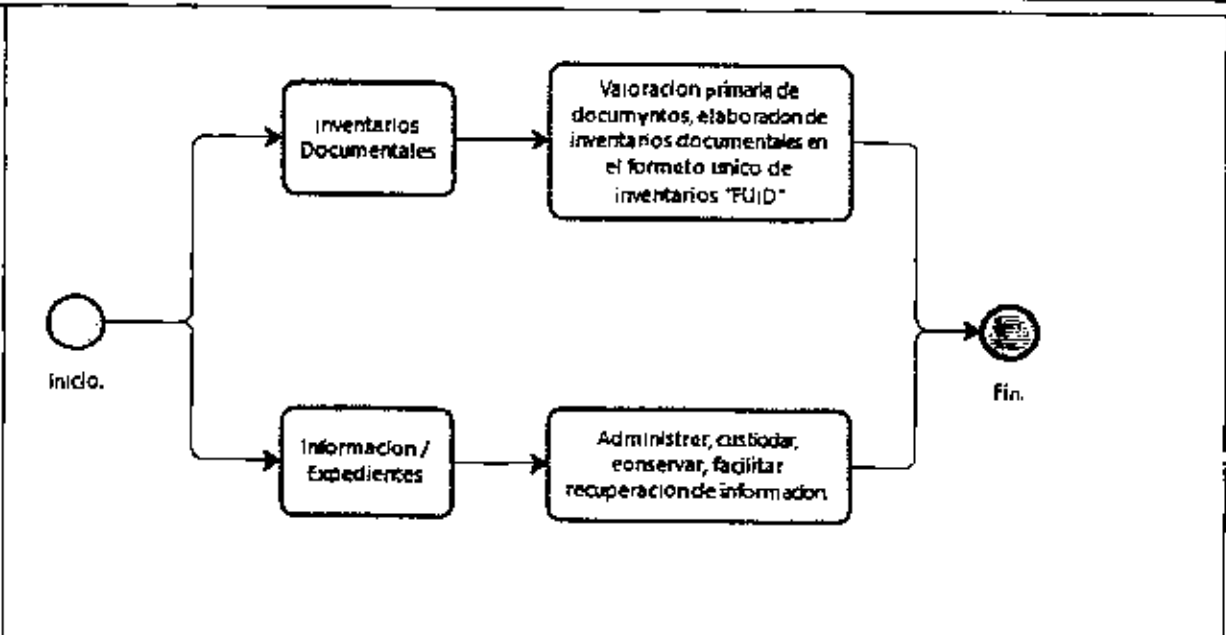 Inventarios
Documentales
Valoracion primaria de
documyntos, elaboracion de
inventarios documentales en
el formato unico de
inventarios "FUID"
Inicio.
Fin.
Informacion /
Expedientes
Administrar, custiodar,
conservar, facilitar
recuperacion de informacion.